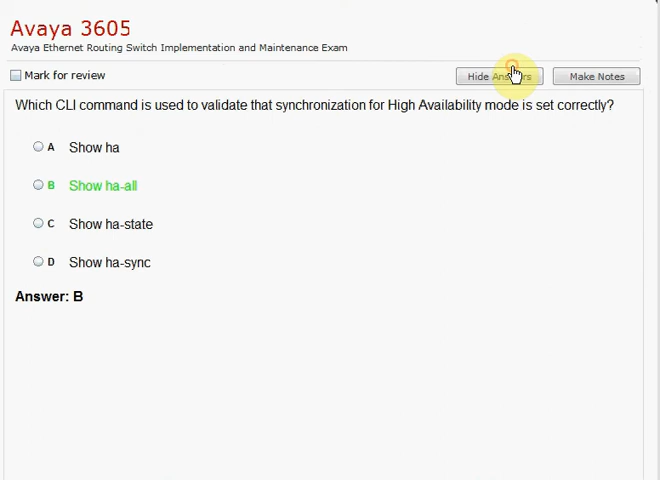 Avaya 3605
Avaya Ethernet Routing Switch Implementation and Maintenance Exam
Mark for review
Hide Answers
Make Notes
Which CLI command is used to validate that synchronization for High Availability mode is set correctly?
A Show ha
B Show ha-all
C Show ha-state
D Show ha-sync
Answer: B